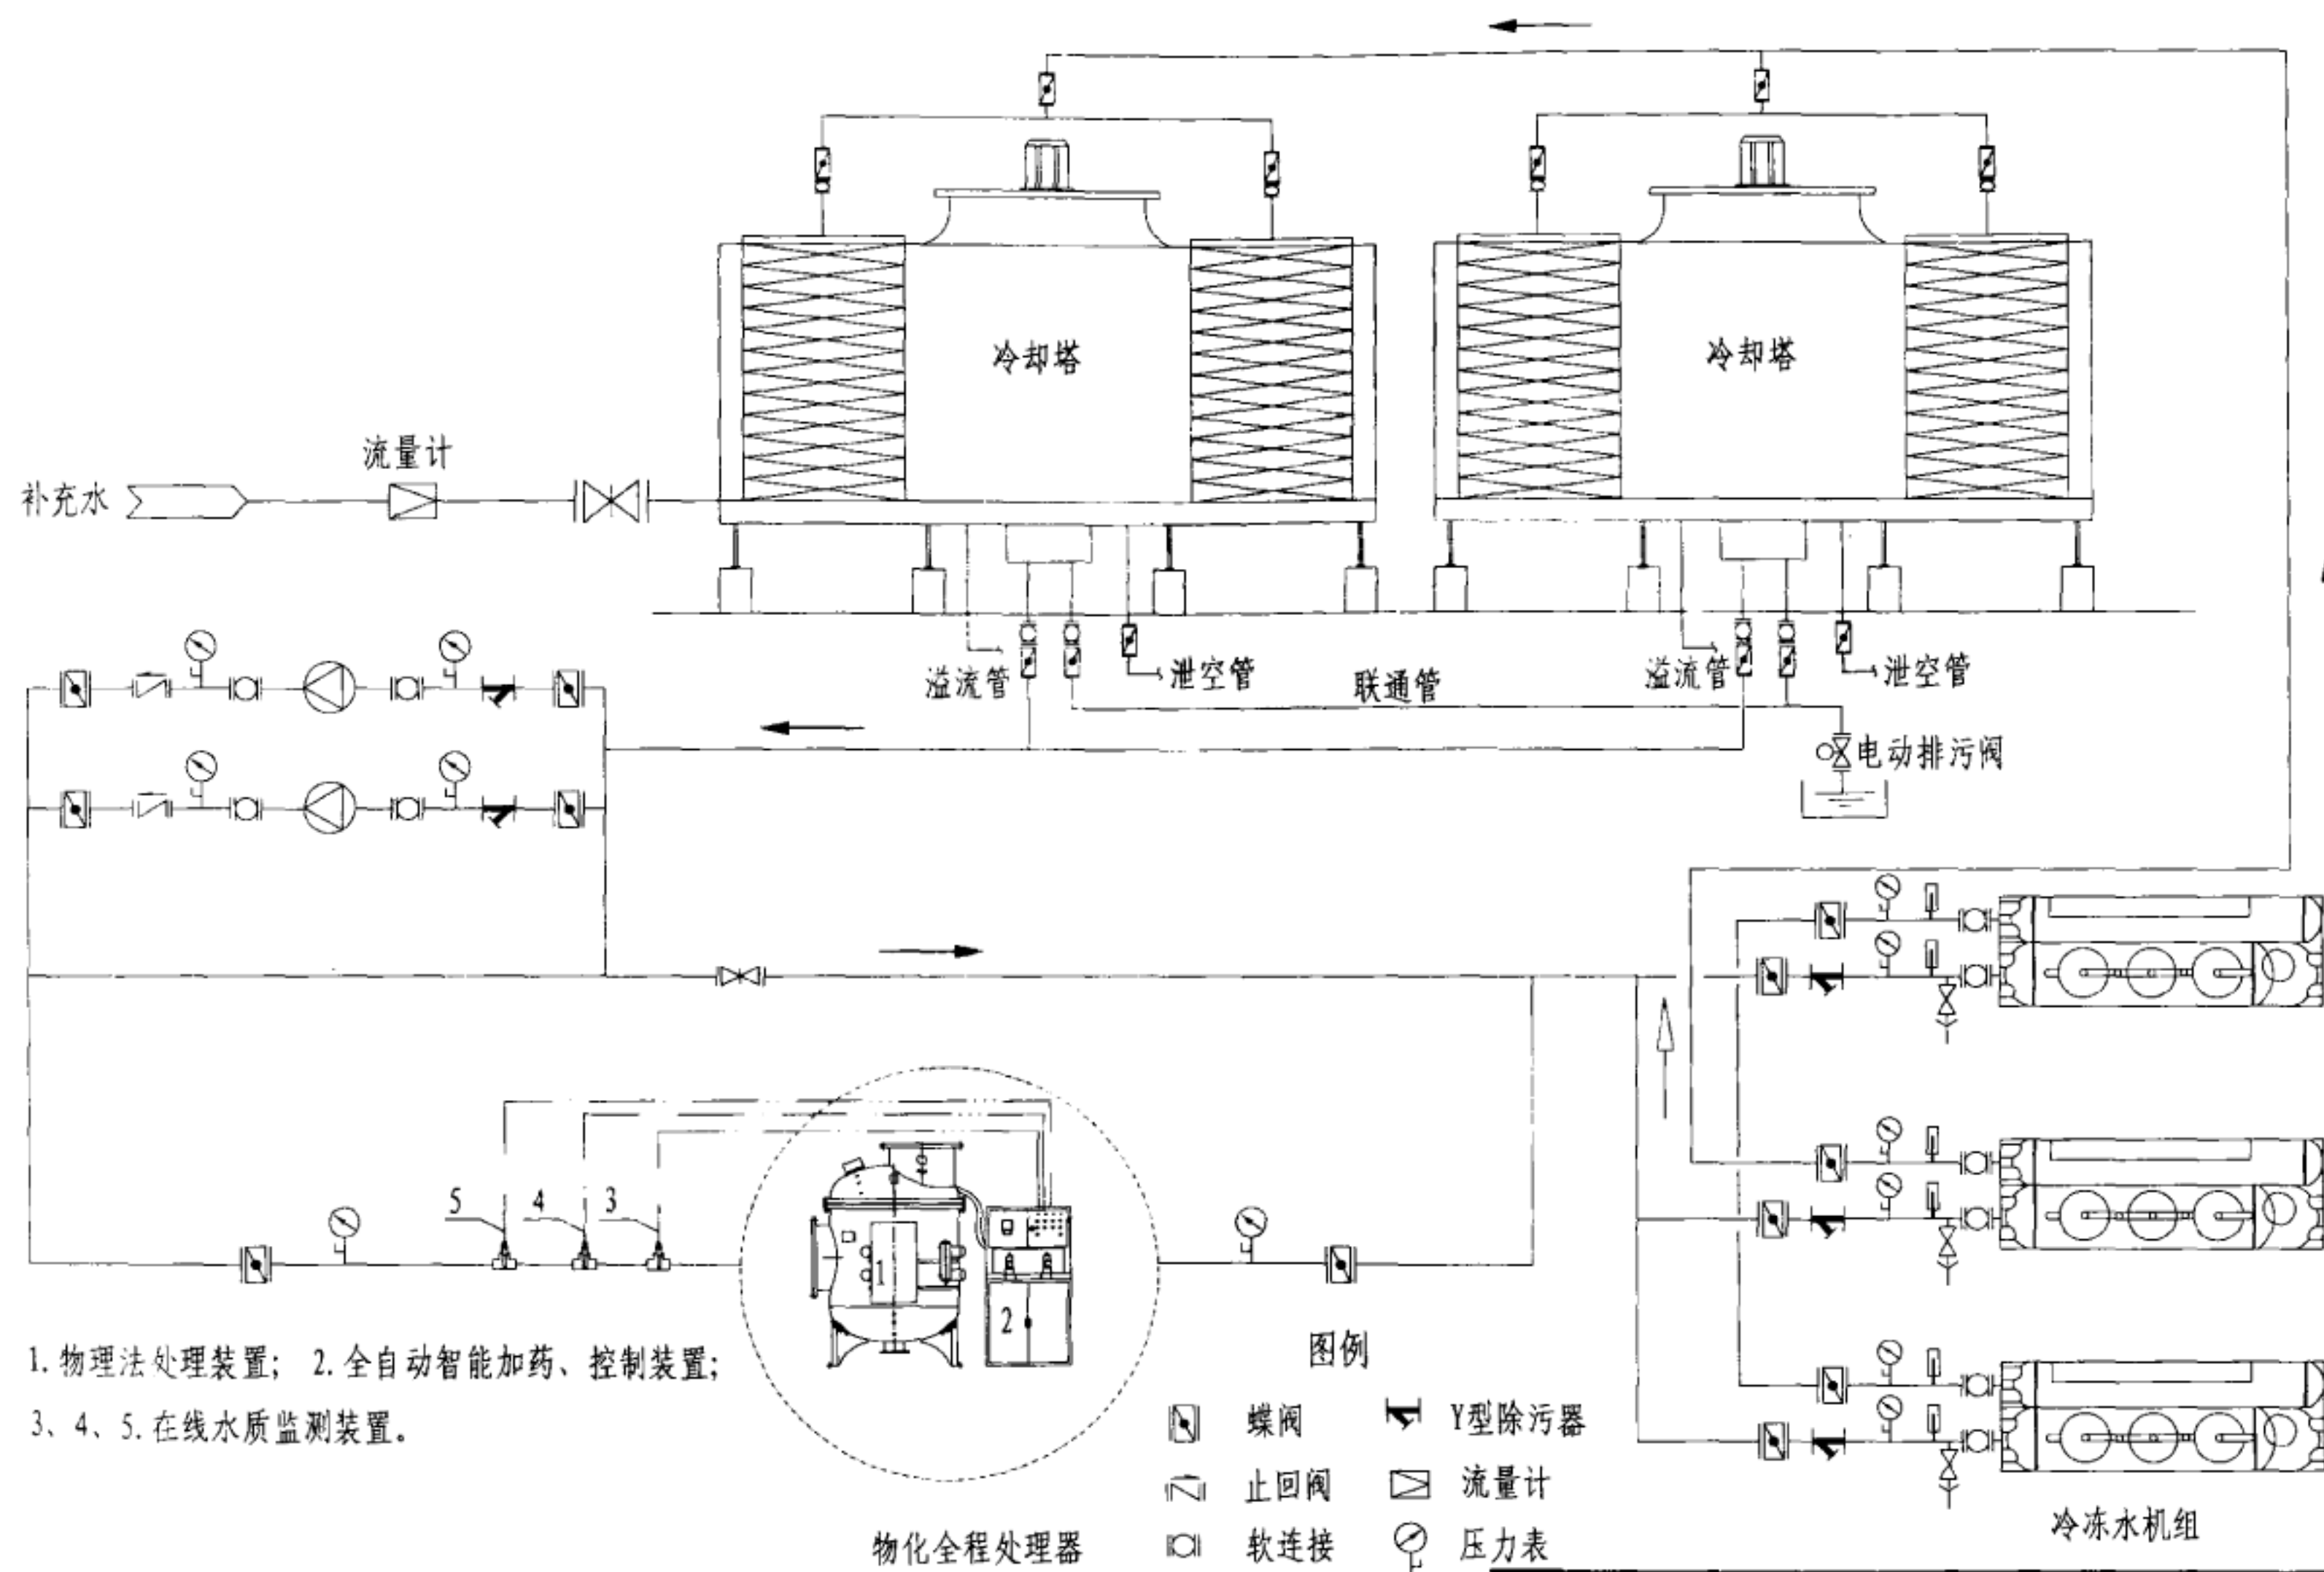 冷却塔
冷却塔
流量计
补充水
溢流管
泄空管
联通管
溢流管
泄空管
电动排污阀
5
4
3
1
2
1.物理法处理装置； 2.全自动智能加药、控制装置；
3、4、5.在线水质监测装置。
物化全程处理器
图例
蝶阀
Y型除污器
止回阀
流量计
软连接
压力表
冷冻水机组